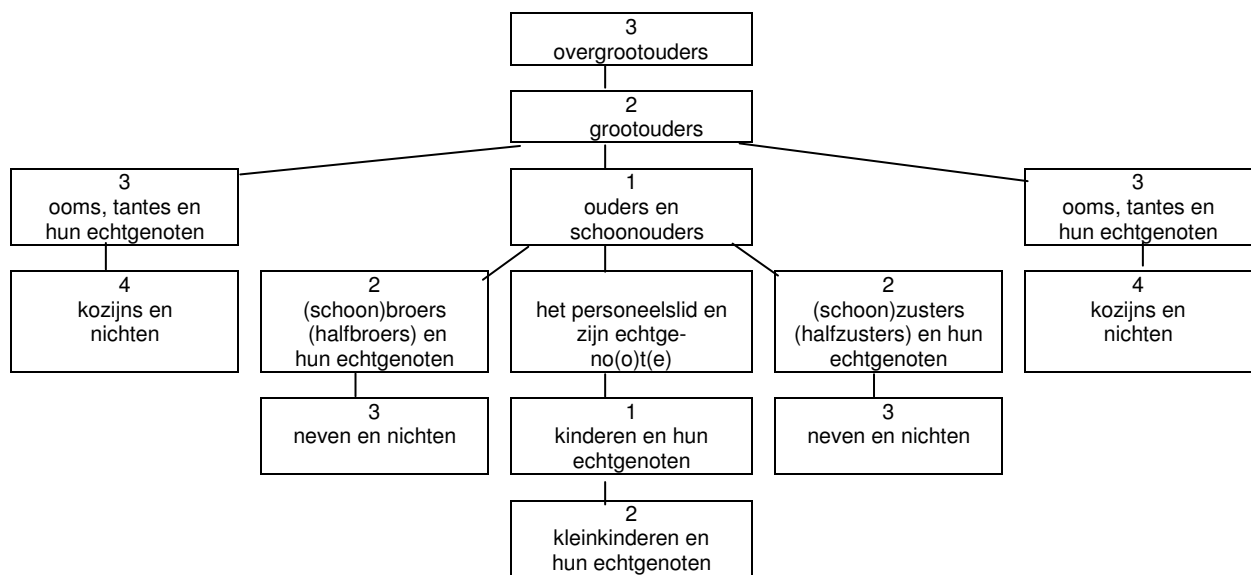 3
overgrootouders
2
grootouders
3
ooms, tantes en
hun echtgenoten
1
ouders en
schoonouders
3
ooms, tantes en
hun echtgenoten
4
kozijns en
nichten
2
(schoon)broers
(halfbroers) en
hun echtgenoten
het personeelslid en
zijn echtge-
no(o)t(e)
2
(schoon)zusters
(halfzusters) en hun
echtgenoten
4
kozijns en
nichten
3
neven en nichten
1
kinderen en hun
echtgenoten
3
neven en nichten
2
kleinkinderen en
hun echtgenoten